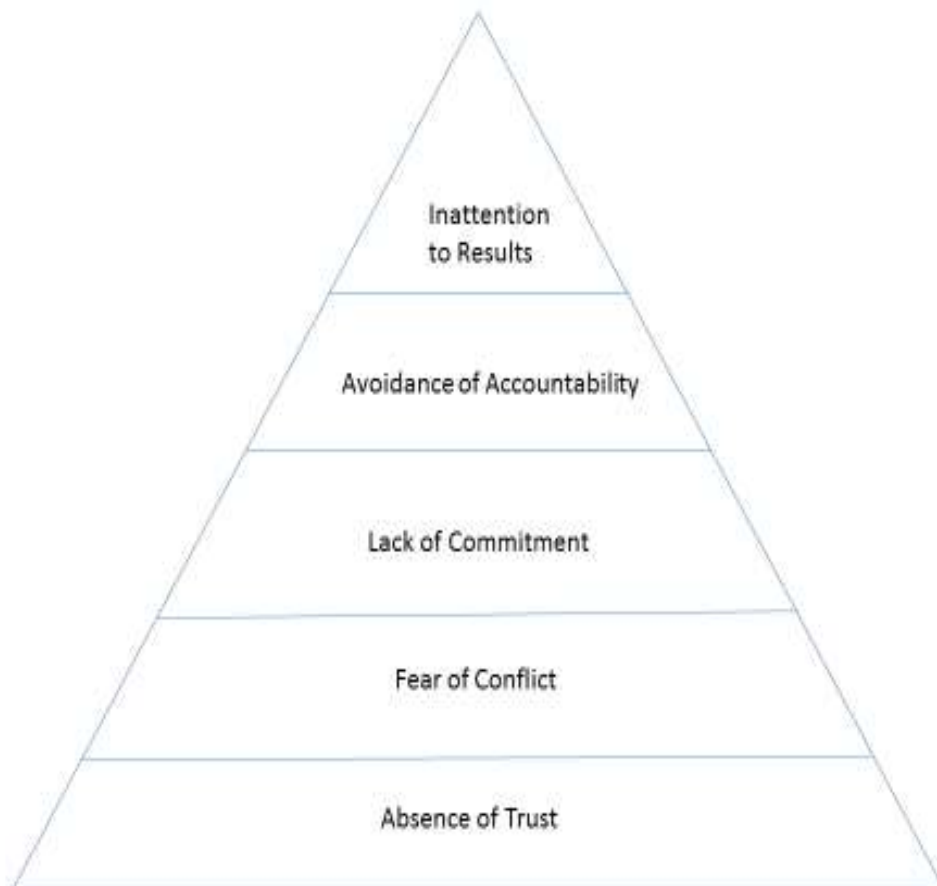 Inattention
to Results
Avoidance of Accountability
Lack of Commitment
Fear of Conflict
Absence of Trust